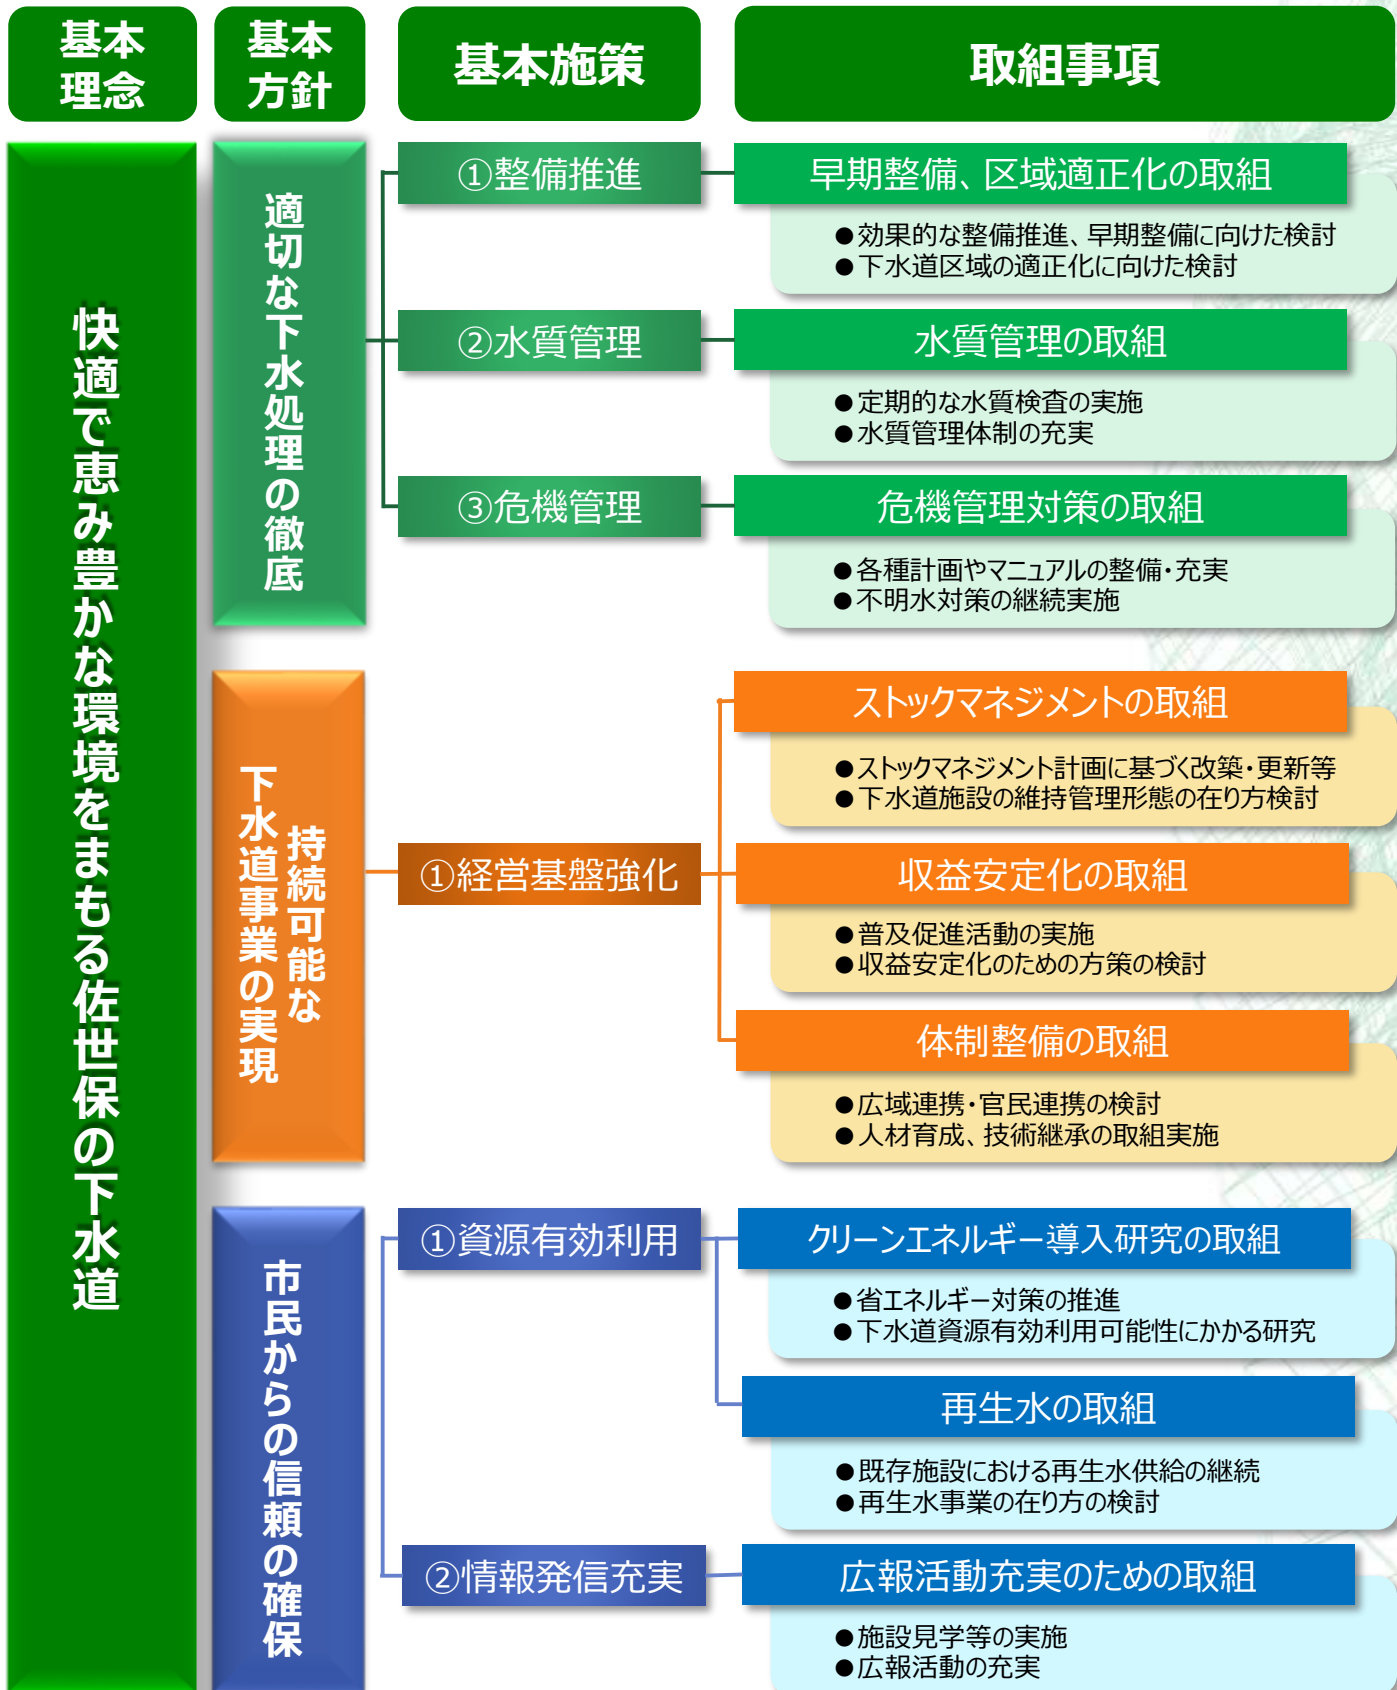 基本
理念
基本
方針
基本施策
取組事項
快適で恵み豊かな環境をまもる佐世保の下水道
適切な下水処理の徹底
①整備推進
早期整備、区域適正化の取組
●効果的な整備推進、早期整備に向けた検討
●下水道区域の適正化に向けた検討
②水質管理
水質管理の取組
●定期的な水質検査の実施
●水質管理体制の充実
③危機管理
危機管理対策の取組
●各種計画やマニュアルの整備・充実
●不明水対策の継続実施
持続可能な
下水道事業の実現
①経営基盤強化
ストックマネジメントの取組
●ストックマネジメント計画に基づく改築・更新等
●下水道施設の維持管理形態の在り方検討
収益安定化の取組
●普及促進活動の実施
●収益安定化のための方策の検討
体制整備の取組
●広域連携・官民連携の検討
●人材育成、技術継承の取組実施
市民からの信頼の確保
①資源有効利用
クリーンエネルギー導入研究の取組
●省エネルギー対策の推進
●下水道資源有効利用可能性にかかる研究
再生水の取組
●既存施設における再生水供給の継続
●再生水事業の在り方の検討
②情報発信充実
広報活動充実のための取組
●施設見学等の実施
●広報活動の充実